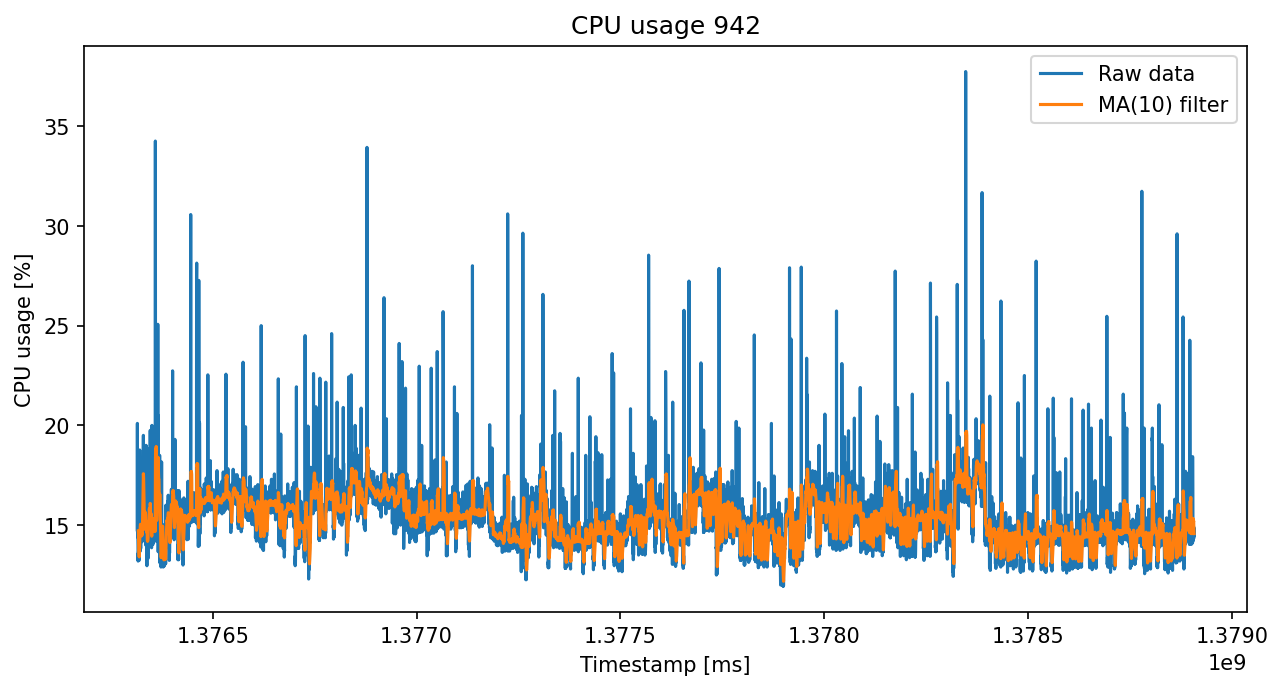 CPU usage 942
Raw data
MA(10) filter
35
30
25
20
15
CPU usage [%]
1.3765
1.3770
1.3775
1.3780
1.3785
1.3790
1e9
Timestamp [ms]